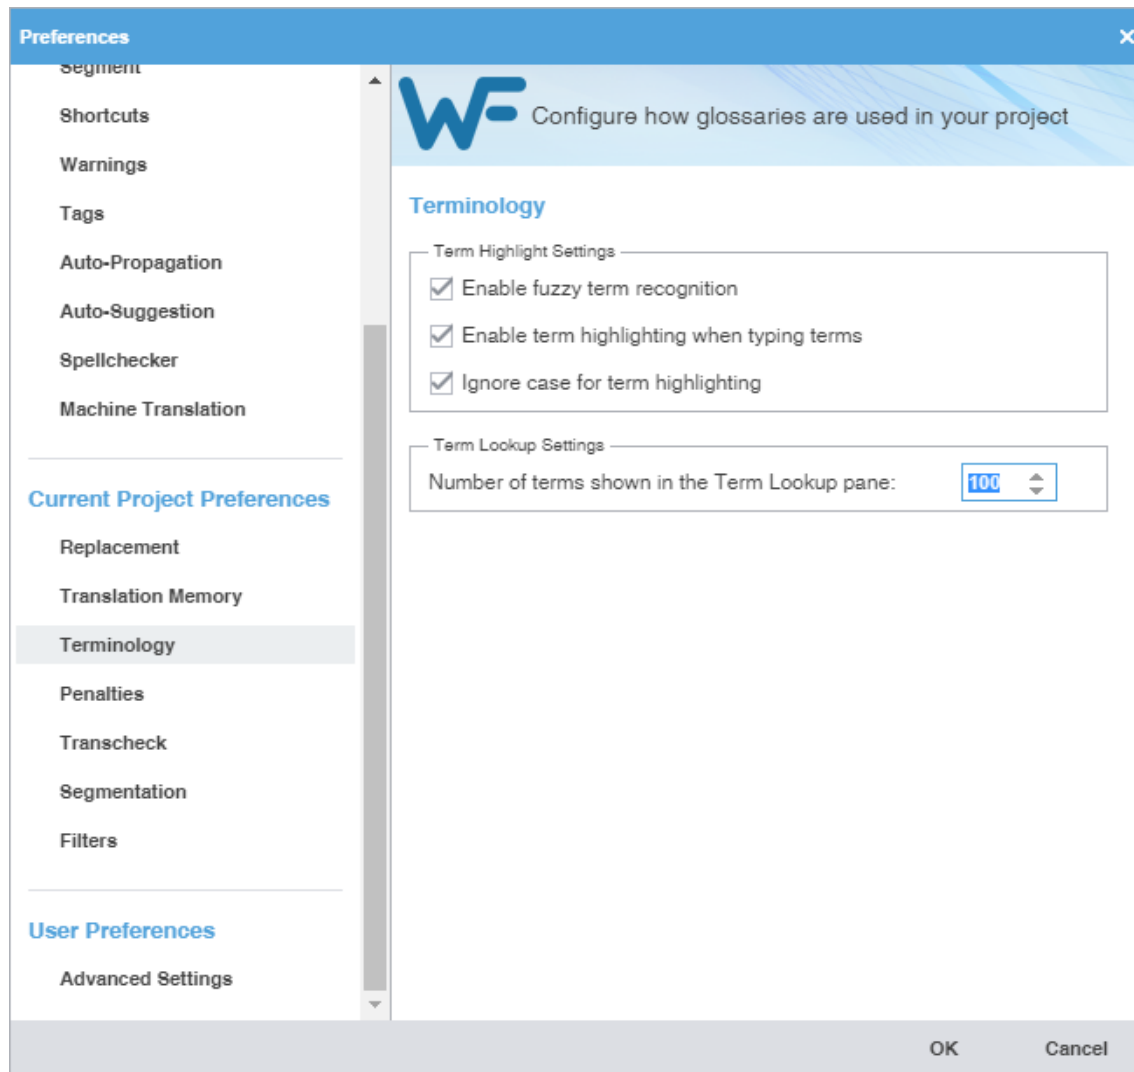 Preferences
Segment
Shortcuts
Warnings
Tags
Auto-Propagation
Auto-Suggestion
Spellchecker
Machine Translation
Current Project Preferences
Replacement
Translation Memory
Terminology
Penalties
Transcheck
Segmentation
Filters
User Preferences
Advanced Settings
WF Configure how glossaries are used in your project
Terminology
Term Highlight Settings
Enable fuzzy term recognition
Enable term highlighting when typing terms
Ignore case for term highlighting
Term Lookup Settings
Number of terms shown in the Term Lookup pane: 100
OK Cancel